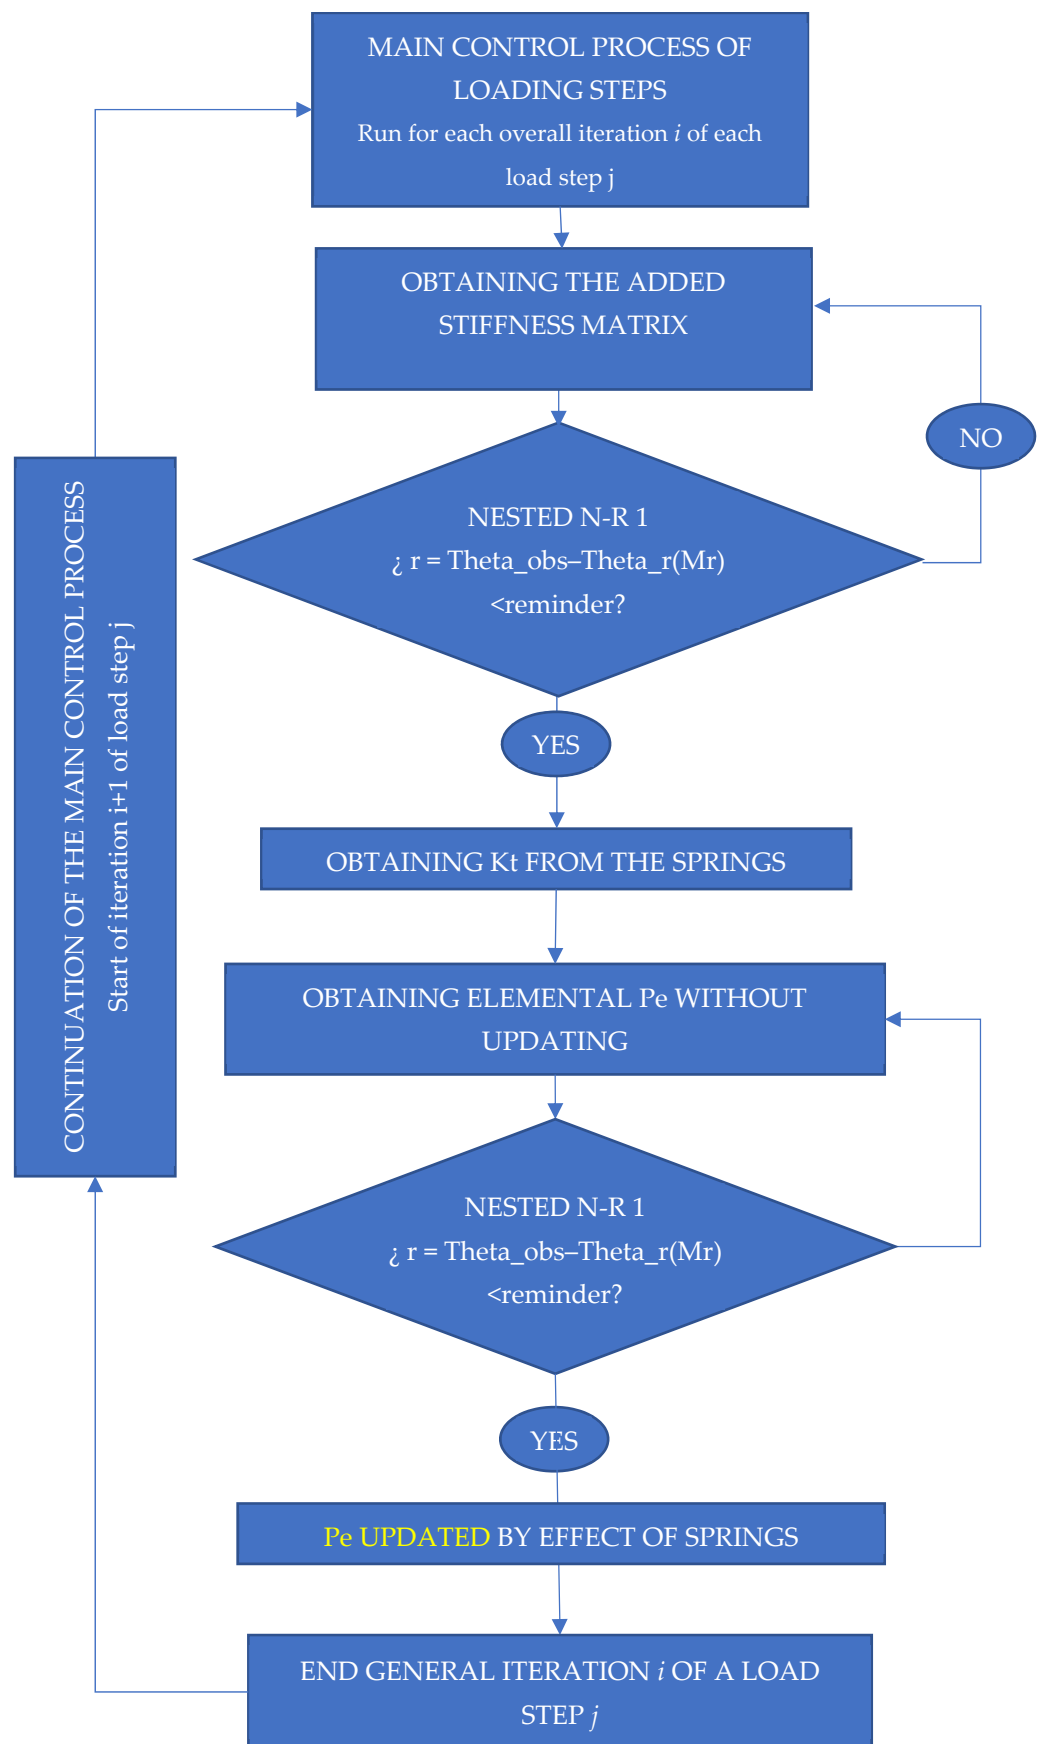 MAIN CONTROL PROCESS OF
LOADING STEPS
Run for each overall iteration i of each
load step j
OBTAINING THE ADDED
STIFFNESS MATRIX
NO
NESTED N-R 1
¿ r = Theta_obs–Theta_r(Mr)
<reminder?
YES
OBTAINING Kt FROM THE SPRINGS
OBTAINING ELEMENTAL Pe WITHOUT
UPDATING
NESTED N-R 1
¿ r = Theta_obs–Theta_r(Mr)
<reminder?
YES
Pe UPDATED BY EFFECT OF SPRINGS
END GENERAL ITERATION i OF A LOAD
STEP j
CONTINUATION OF THE MAIN CONTROL PROCESS
Start of iteration i+1 of load step j